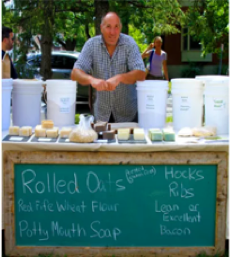 Rolled Oats
Red Fife Wheat Flour
Potty Mouth Soap
Hocks
Ribs
Lean or
Excellent
Bacon